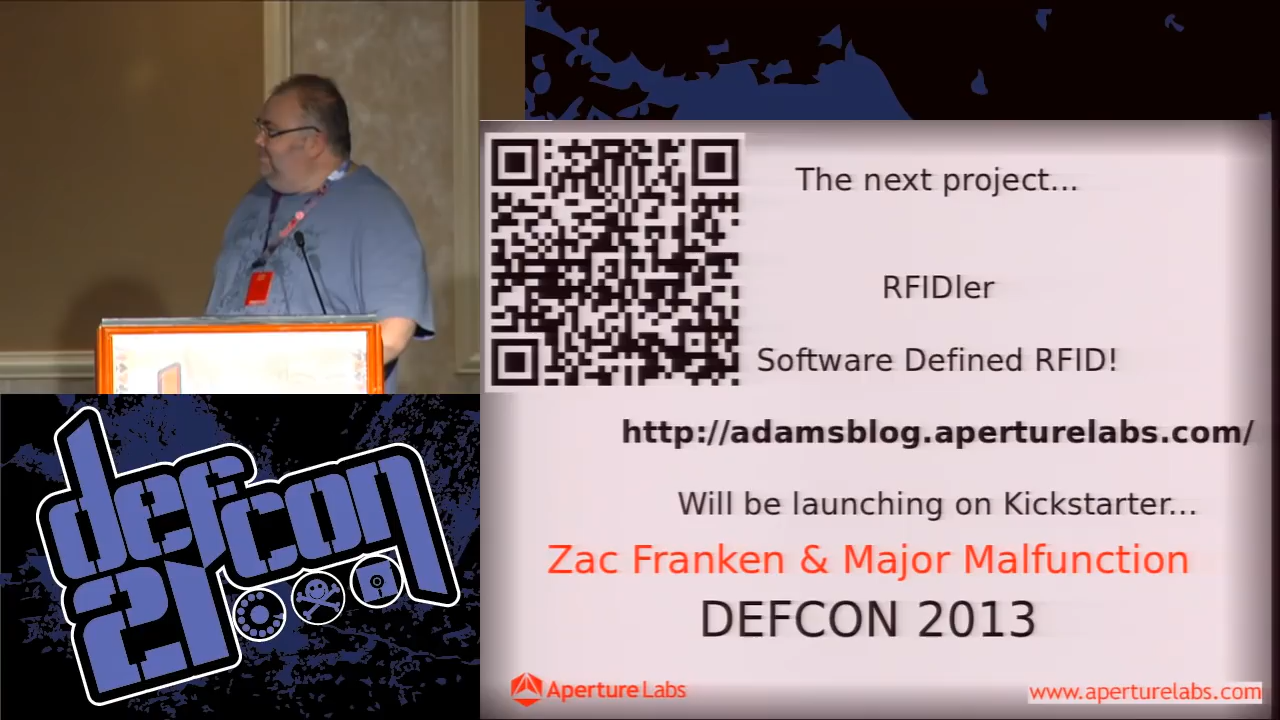 The next project...
RFIDler
Software Defined RFID!
http://adamsblog.aperturelabs.com/
Will be launching on Kickstarter...
Zac Franken & Major Malfunction
DEFCON 2013
Aperture Labs
www.aperturelabs.com
defcon
21